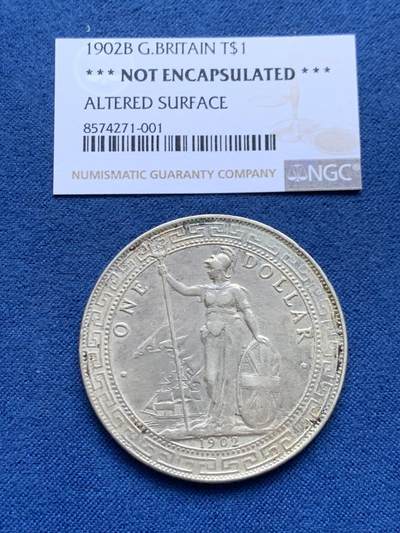 1902B G.BRITAIN T$1
*** NOT ENCAPSULATED ***
ALTERED SURFACE
8574271-001
NUMISMATIC GUARANTY COMPANY
NGC
· ONE DOLLAR ·
1902